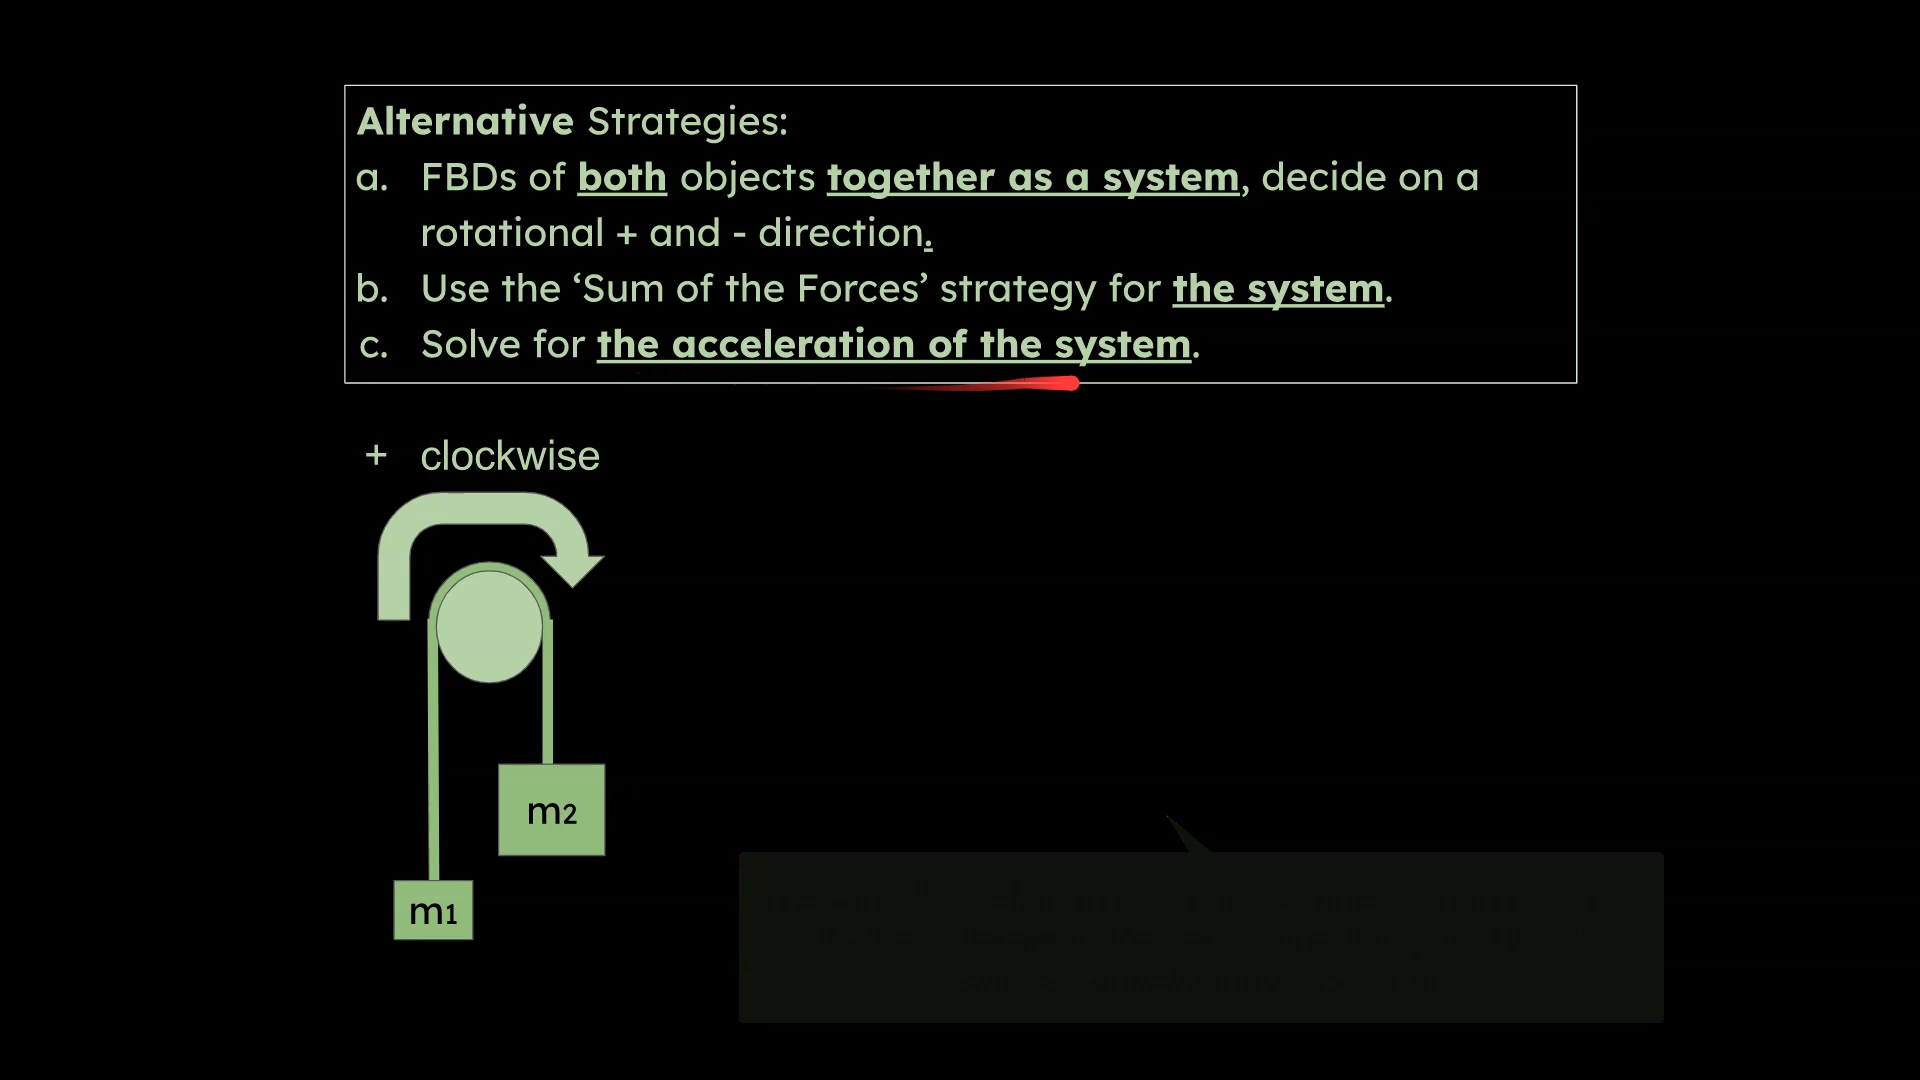 Alternative Strategies:
a. FBDs of both objects together as a system, decide on a
rotational + and - direction.
b. Use the ‘Sum of the Forces’ strategy for the system.
c. Solve for the acceleration of the system.
+ clockwise
m2
m1